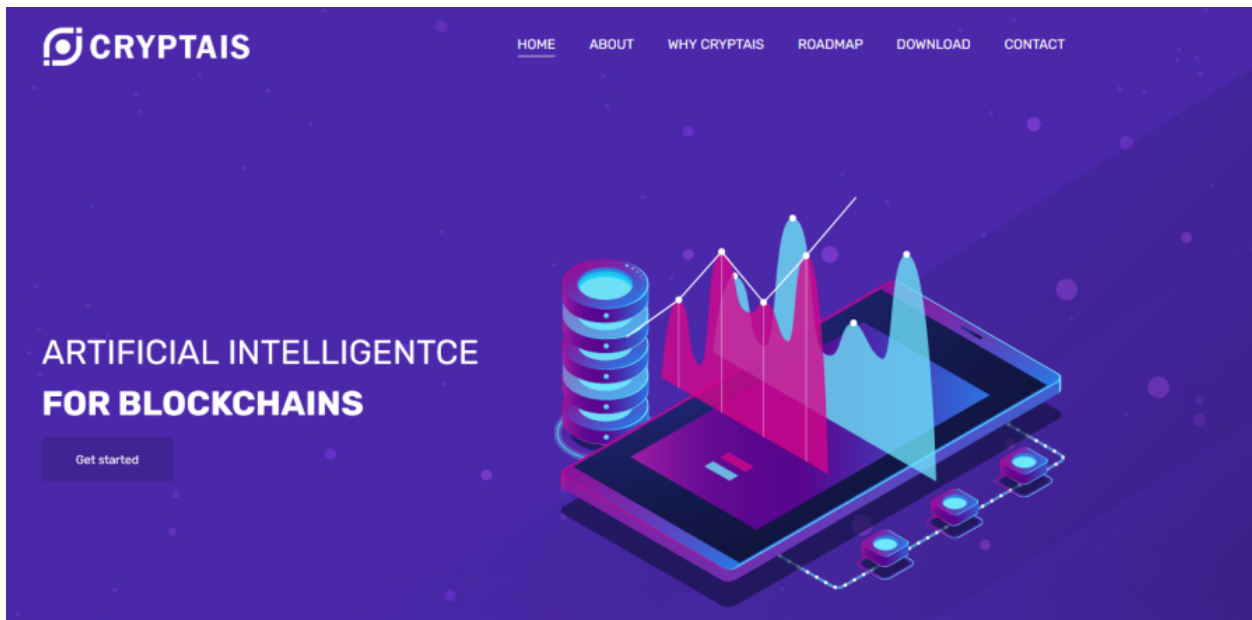 CRYPTAIS
HOME ABOUT WHY CRYPTAIS ROADMAP DOWNLOAD CONTACT
ARTIFICIAL INTELLIGENTCE
FOR BLOCKCHAINS
Get started